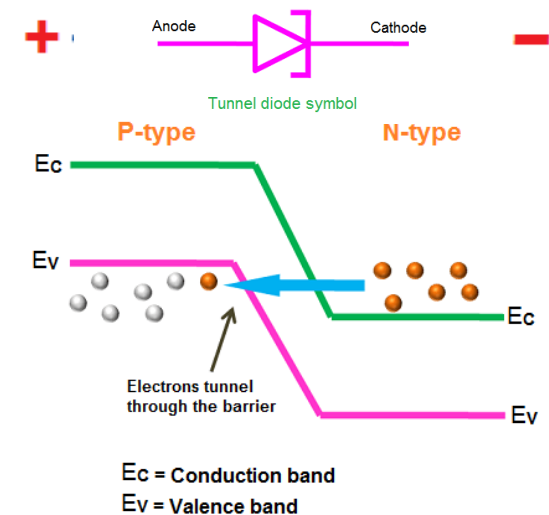 Anode
Cathode
Tunnel diode symbol
P-type
N-type
Ec
Ev
Ec
Electrons tunnel
through the barrier
Ev
Ec = Conduction band
Ev = Valence band